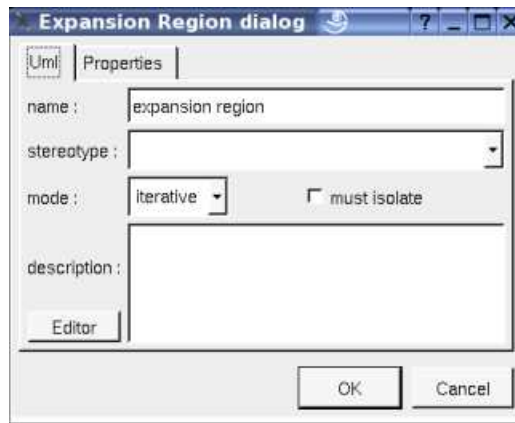 Expansion Region dialog ? _ X
Uml Properties
name : expansion region
stereotype :
mode : iterative must isolate
description :
Editor
OK Cancel